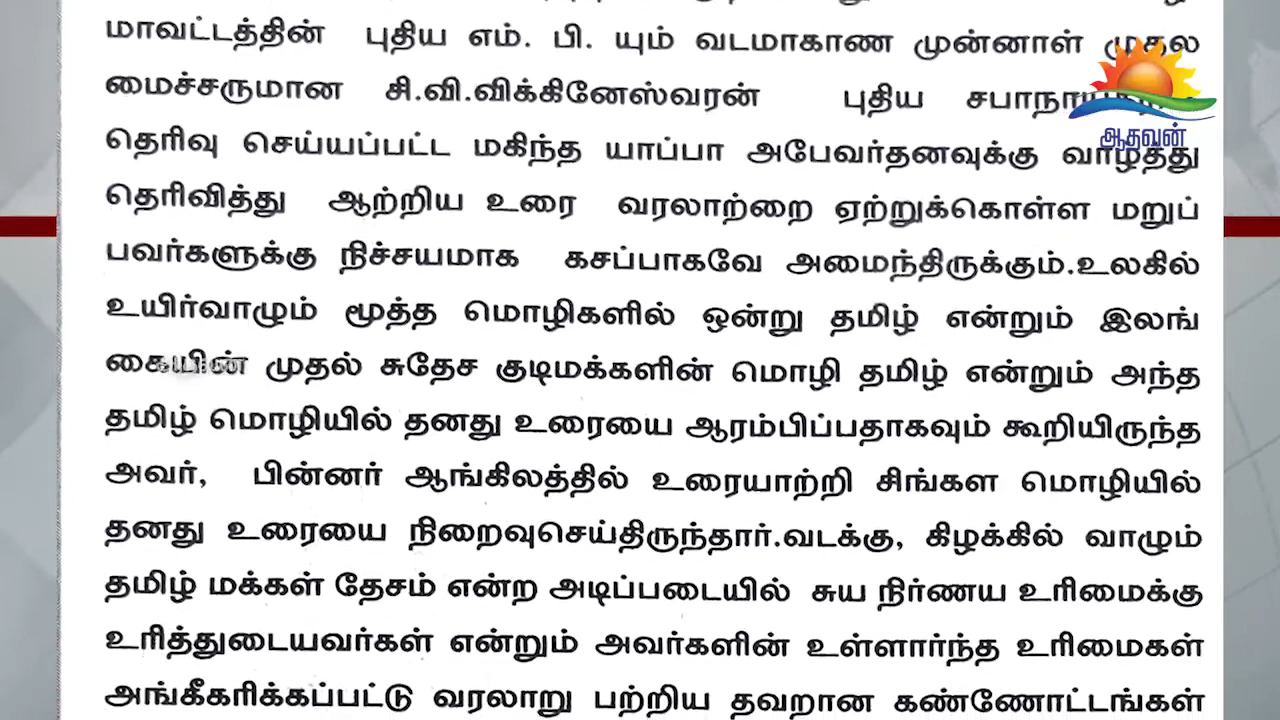 மாவட்டத்தின் புதிய எம். பி. யும் வடமாகாண முன்னாள் முதல
மைச்சருமான சி.வி.விக்கினேஸ்வரன் புதிய
தெரிவு செய்யப்பட்ட மகிந்த யாப்பா அபேவர்தனவுக்கு வாழ்த்து
தெரிவித்து ஆற்றிய உரை வரலாற்றை ஏற்றுக்கொள்ள மறுப்
பவர்களுக்கு நிச்சயமாக கசப்பாகவே அமைந்திருக்கும்.உலகில்
உயிர்வாழும் மூத்த மொழிகளில் ஒன்று தமிழ் என்றும் இலங்
கையின் முதல் சுதேச குடிமக்களின் மொழி தமிழ் என்றும் அந்த
தமிழ் மொழியில் தனது உரையை ஆரம்பிப்பதாகவும் கூறியிருந்த
அவர், பின்னர் ஆங்கிலத்தில் உரையாற்றி சிங்கள மொழியில்
தனது உரையை நிறைவுசெய்திருந்தார்.வடக்கு, கிழக்கில் வாழும்
தமிழ் மக்கள் தேசம் என்ற அடிப்படையில் சுய நிர்ணய உரிமைக்கு
உரித்துடையவர்கள் என்றும் அவர்களின் உள்ளார்ந்த உரிமைகள்
அங்கீகரிக்கப்பட்டு வரலாறு பற்றிய தவறான கண்ணோட்டங்கள்
ஆதவன்